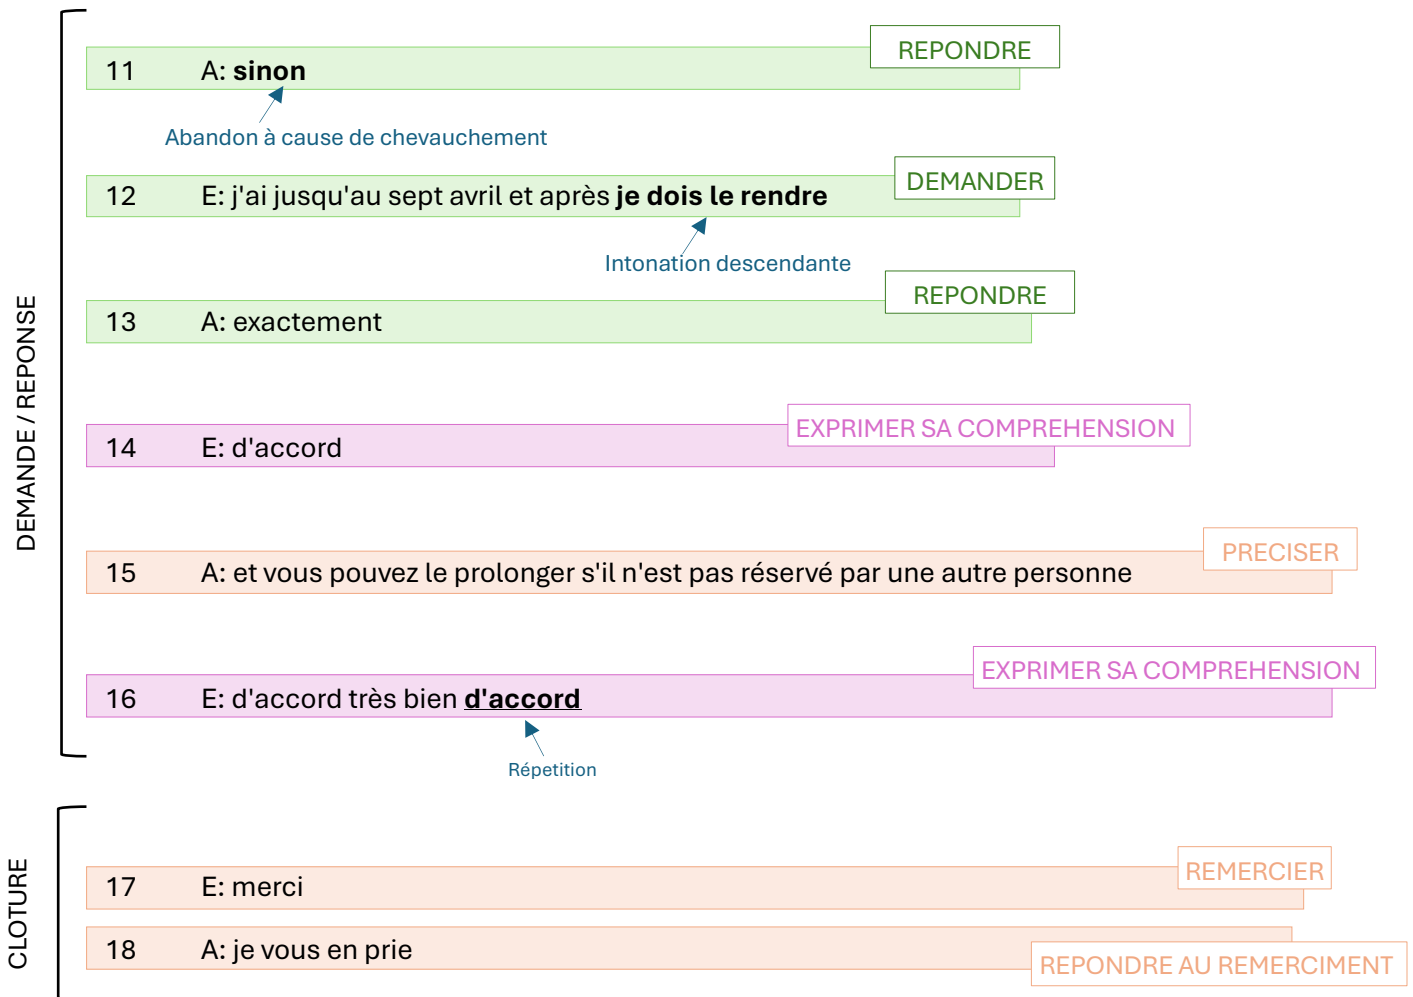 REPONDRE
11 A: sinon
Abandon à cause de chevauchement
DEMANDER
12 E: j'ai jusqu'au sept avril et après je dois le rendre
Intonation descendante
REPONDRE
13 A: exactement
DEMANDE / REPONSE
EXPRIMER SA COMPREHENSION
14 E: d'accord
PRECISER
15 A: et vous pouvez le prolonger s'il n'est pas réservé par une autre personne
EXPRIMER SA COMPREHENSION
16 E: d'accord très bien d'accord
Répetition
CLOTURE
REMERCIER
17 E: merci
18 A: je vous en prie
REPONDRE AU REMERCIMENT